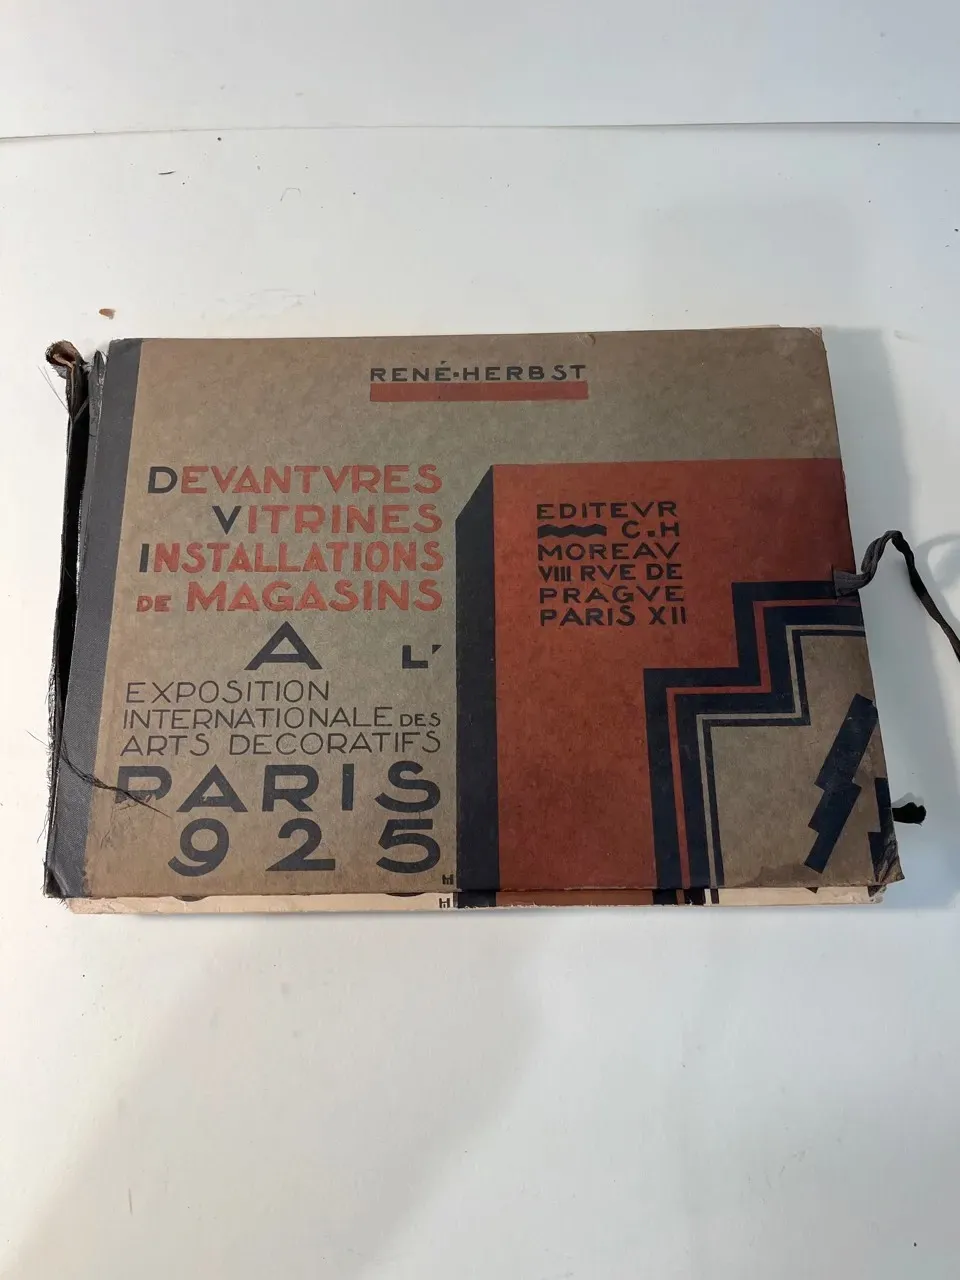 RENÉ-HERBST
DEVANTVRES
VITRINES
INSTALLATIONS
DE MAGASINS
A L'
EXPOSITION
INTERNATIONALE DES
ARTS DECORATIFS
PARIS
925
EDITEVR
C.H
MOREAV
VIII RVE DE
PRAGVE
PARIS XII